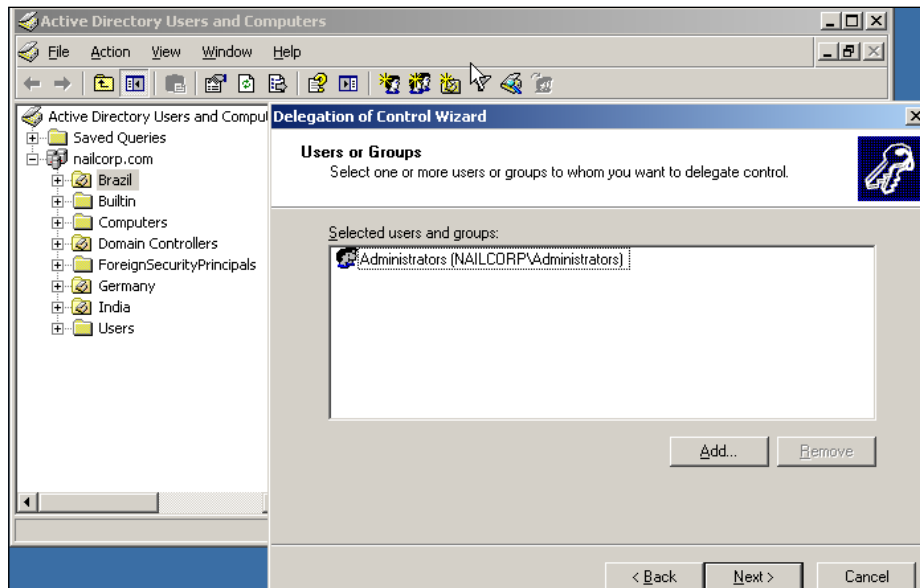 Active Directory Users and Computers
File Action View Window Help
Active Directory Users and Compu
Saved Queries
nailcorp.com
Brazil
Builtin
Computers
Domain Controllers
ForeignSecurityPrincipals
Germany
India
Users
Delegation of Control Wizard
Users or Groups
Select one or more users or groups to whom you want to delegate control.
Selected users and groups:
Administrators (NAILCORP\Administrators)
Add... Remove
< Back Next > Cancel